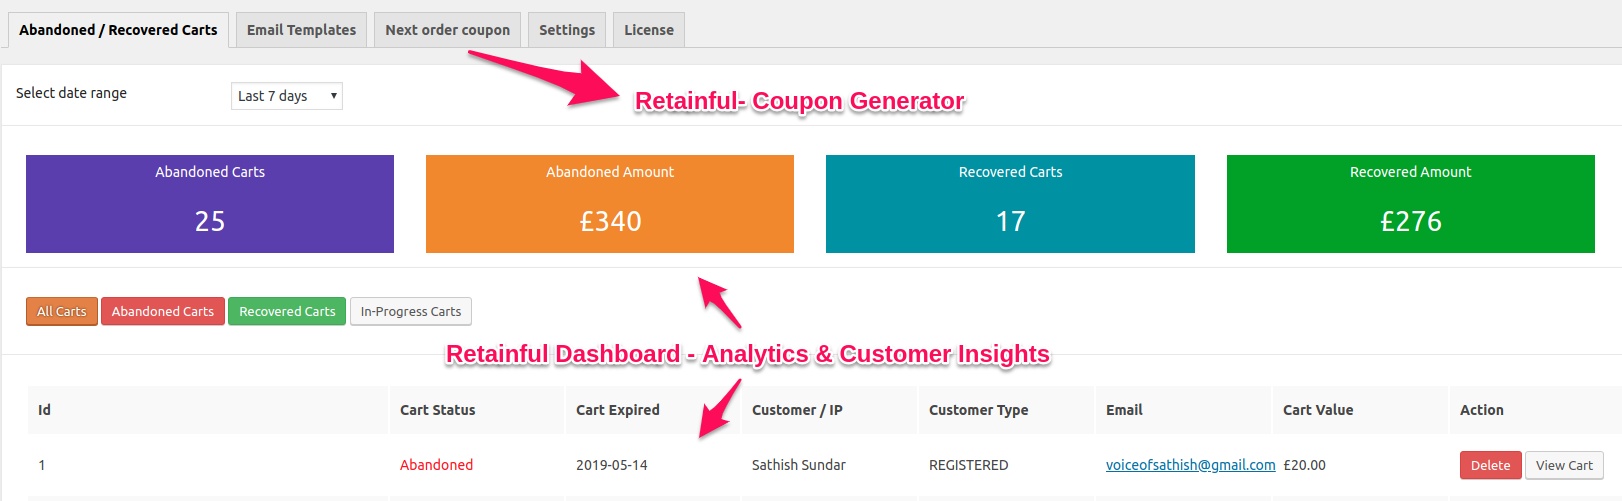 Abandoned / Recovered Carts Email Templates Next order coupon Settings License
Select date range Last 7 days
Retainful- Coupon Generator
Abandoned Carts Abandoned Amount Recovered Carts Recovered Amount
25 £340 17 £276
All Carts Abandoned Carts Recovered Carts In-Progress Carts
Retainful Dashboard - Analytics & Customer Insights
Id Cart Status Cart Expired Customer / IP Customer Type Email Cart Value Action
1 Abandoned 2019-05-14 Sathish Sundar REGISTERED voiceofsathish@gmail.com £20.00 Delete View Cart